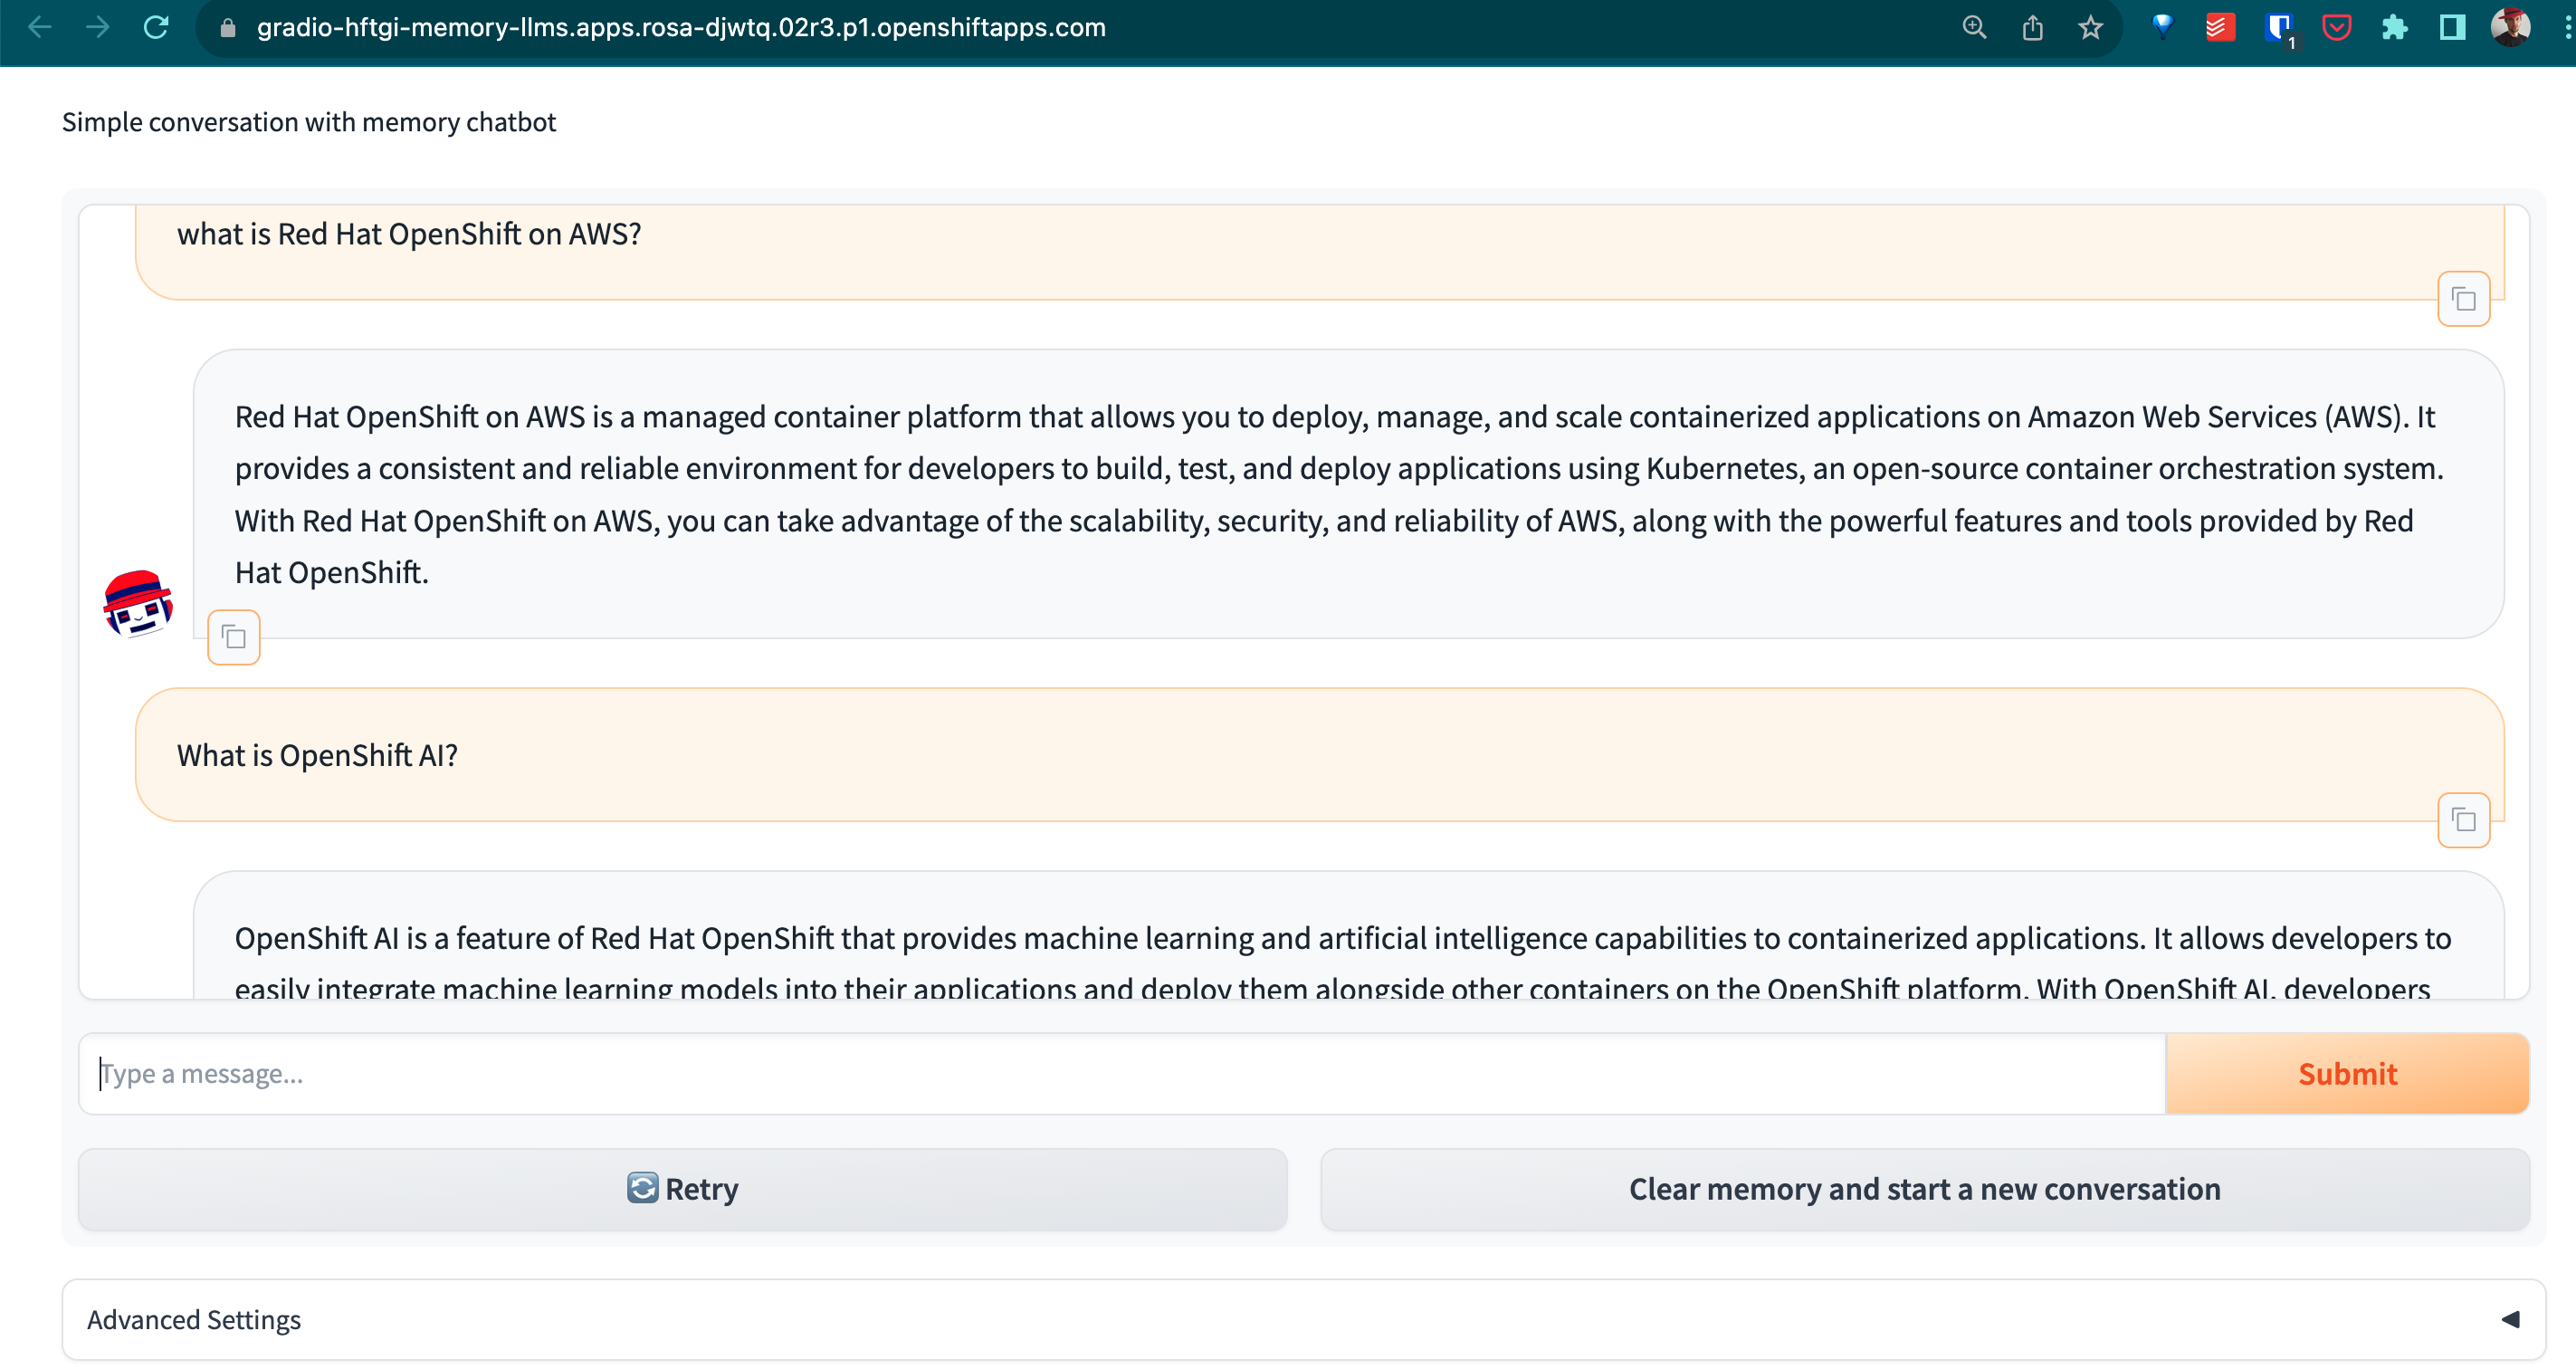 gradio-hftgi-memory-llms.apps.rosa-djwtq.02r3.p1.openshiftapps.com
1
Simple conversation with memory chatbot
what is Red Hat OpenShift on AWS?
Red Hat OpenShift on AWS is a managed container platform that allows you to deploy, manage, and scale containerized applications on Amazon Web Services (AWS). It
provides a consistent and reliable environment for developers to build, test, and deploy applications using Kubernetes, an open-source container orchestration system.
With Red Hat OpenShift on AWS, you can take advantage of the scalability, security, and reliability of AWS, along with the powerful features and tools provided by Red
Hat OpenShift.
What is OpenShift AI?
OpenShift AI is a feature of Red Hat OpenShift that provides machine learning and artificial intelligence capabilities to containerized applications. It allows developers to
easily integrate machine learning models into their applications and deploy them alongside other containers on the OpenShift platform. With OpenShift AI, developers
Type a message...
Submit
Retry
Clear memory and start a new conversation
Advanced Settings